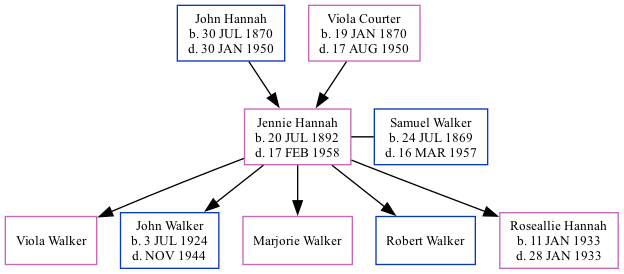 John Hannah
b. 30 JUL 1870
d. 30 JAN 1950
Viola Courter
b. 19 JAN 1870
d. 17 AUG 1950
Jennie Hannah
b. 20 JUL 1892
d. 17 FEB 1958
Samuel Walker
b. 24 JUL 1869
d. 16 MAR 1957
Viola Walker
John Walker
b. 3 JUL 1924
d. NOV 1944
Marjorie Walker
Robert Walker
Roseallie Hannah
b. 11 JAN 1933
d. 28 JAN 1933